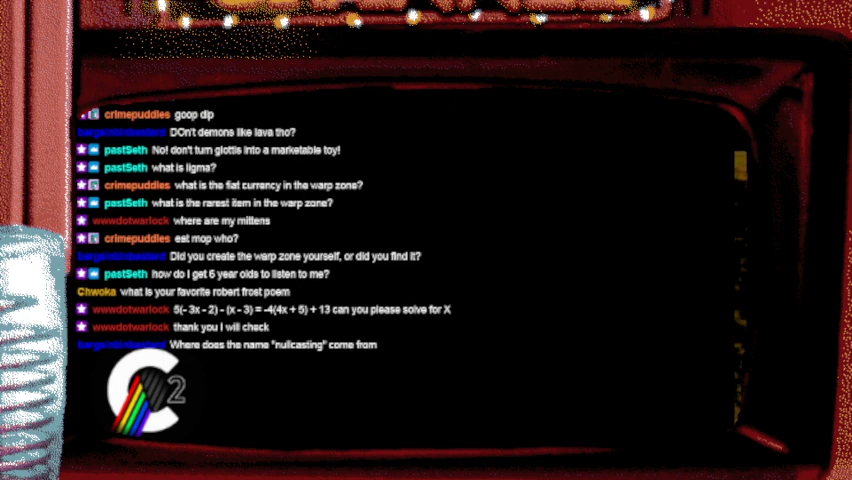 crimepuddles goop dip
bargainbinbastard DOn't demons like lava tho?
pastSeth No! don't turn glottis into a marketable toy!
pastSeth what is ligma?
crimepuddles what is the fiat currency in the warp zone?
pastSeth what is the rarest item in the warp zone?
wwwdotwarlock where are my mittens
crimepuddles eat mop who?
bargainbinbastard Did you create the warp zone yourself, or did you find it?
pastSeth how do I get 6 year olds to listen to me?
Chwoka what is your favorite robert frost poem
wwwdotwarlock 5(- 3x - 2) - (x - 3) = -4(4x + 5) + 13 can you please solve for X
wwwdotwarlock thank you I will check
bargainbinbastard Where does the name "nullcasting" come from
C2